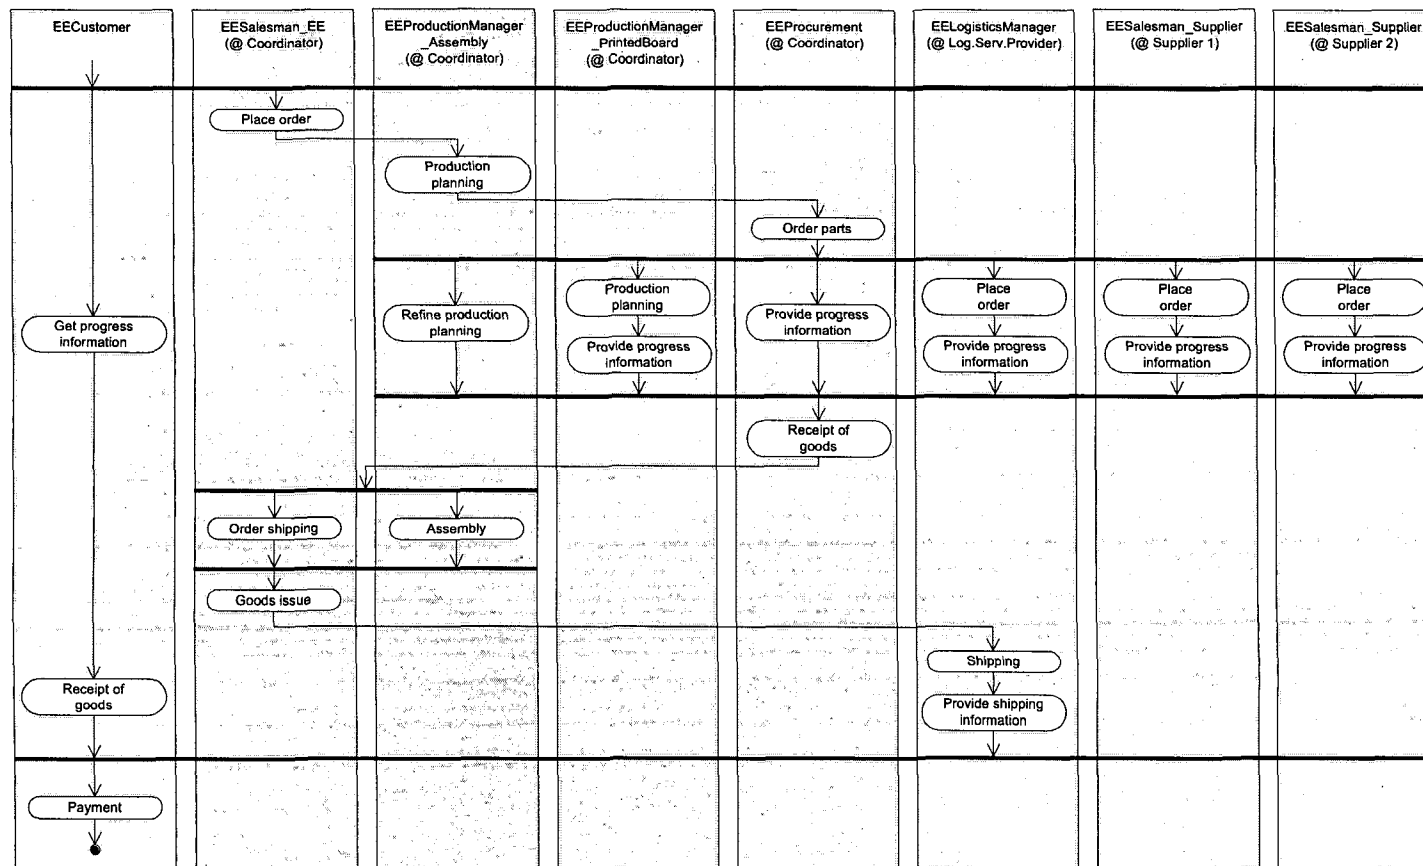 EECustomer
EESalesman_EE
(@ Coordinator)
EEProductionManager
_Assembly
(@ Coordinator)
EEProductionManager
_PrintedBoard
(@ Coordinator)
EEProcurement
(@ Coordinator)
EELogisticsManager
(@ Log.Serv.Provider)
EESalesman_Supplier
(@ Supplier 1)
EESalesman_Supplier
(@ Supplier 2)
Place order
Production
planning
Order parts
Get progress
information
Refine production
planning
Production
planning
Provide progress
information
Provide progress
information
Place
order
Provide progress
information
Place
order
Provide progress
information
Place
order
Provide progress
information
Receipt of
goods
Order shipping
Assembly
Goods issue
Shipping
Receipt of
goods
Provide shipping
information
Payment